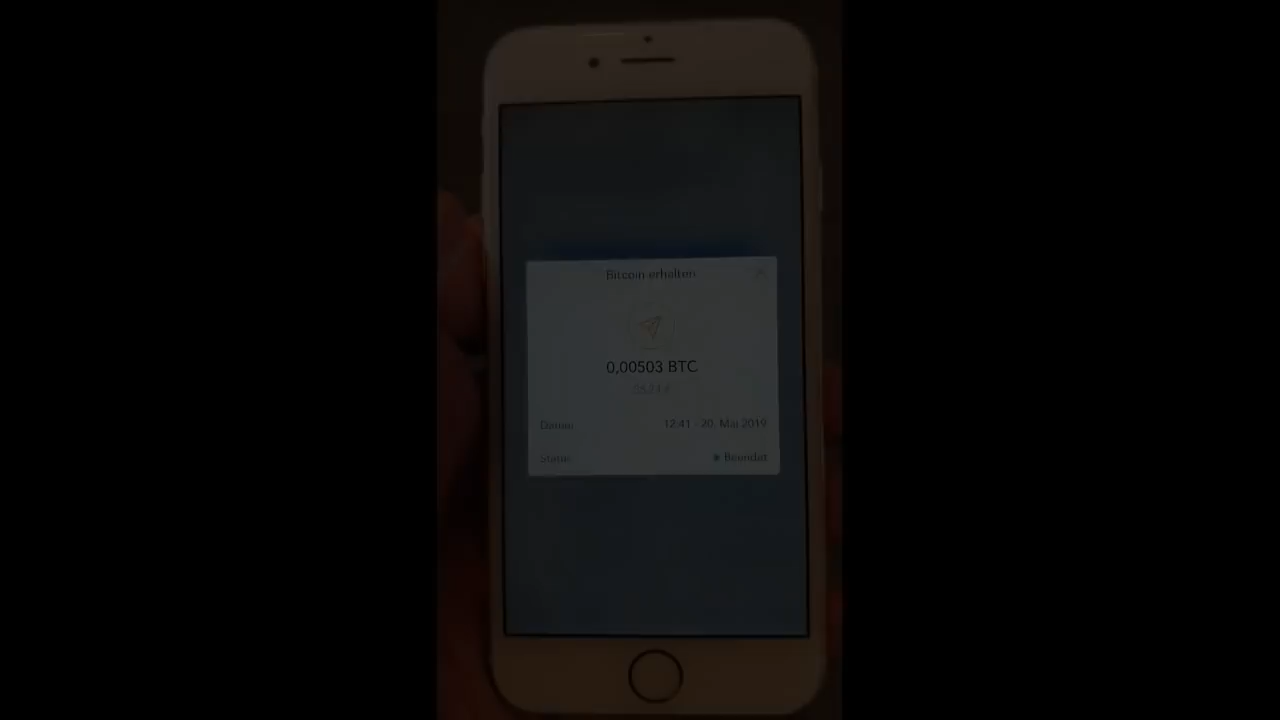 Bitcoin erhalten
0,00503 BTC
Datum 12:41 - 20. Mai 2019
Status Beendet